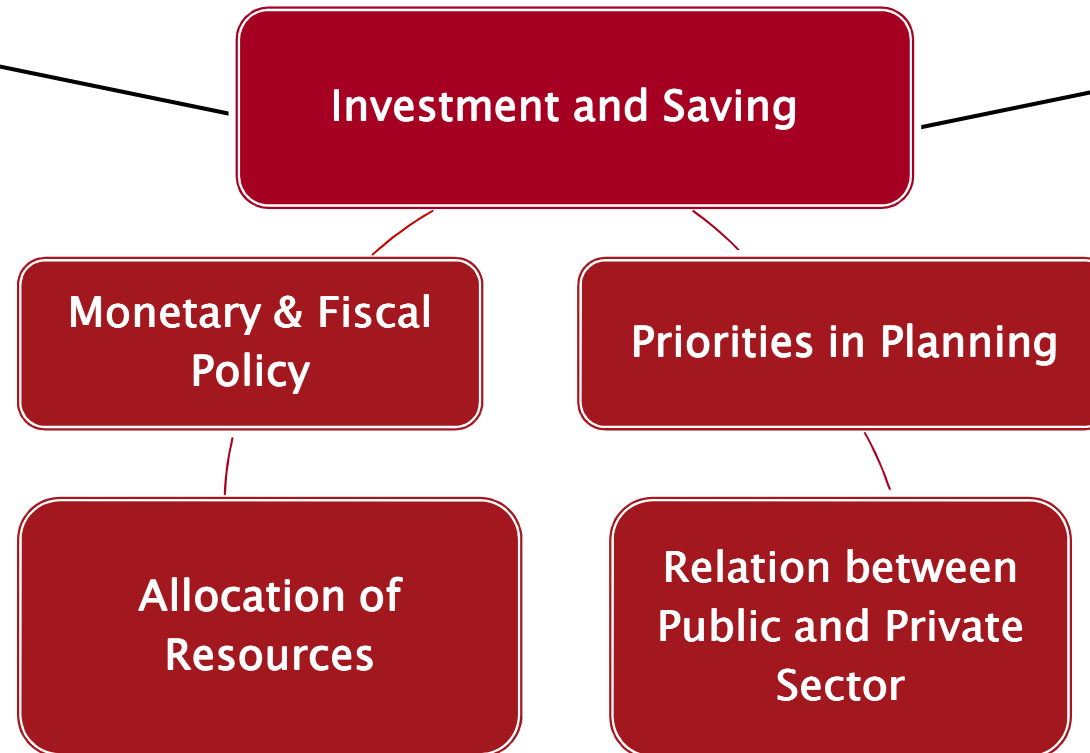 Investment and Saving
Monetary & Fiscal
Policy
Priorities in Planning
Allocation of
Resources
Relation between
Public and Private
Sector